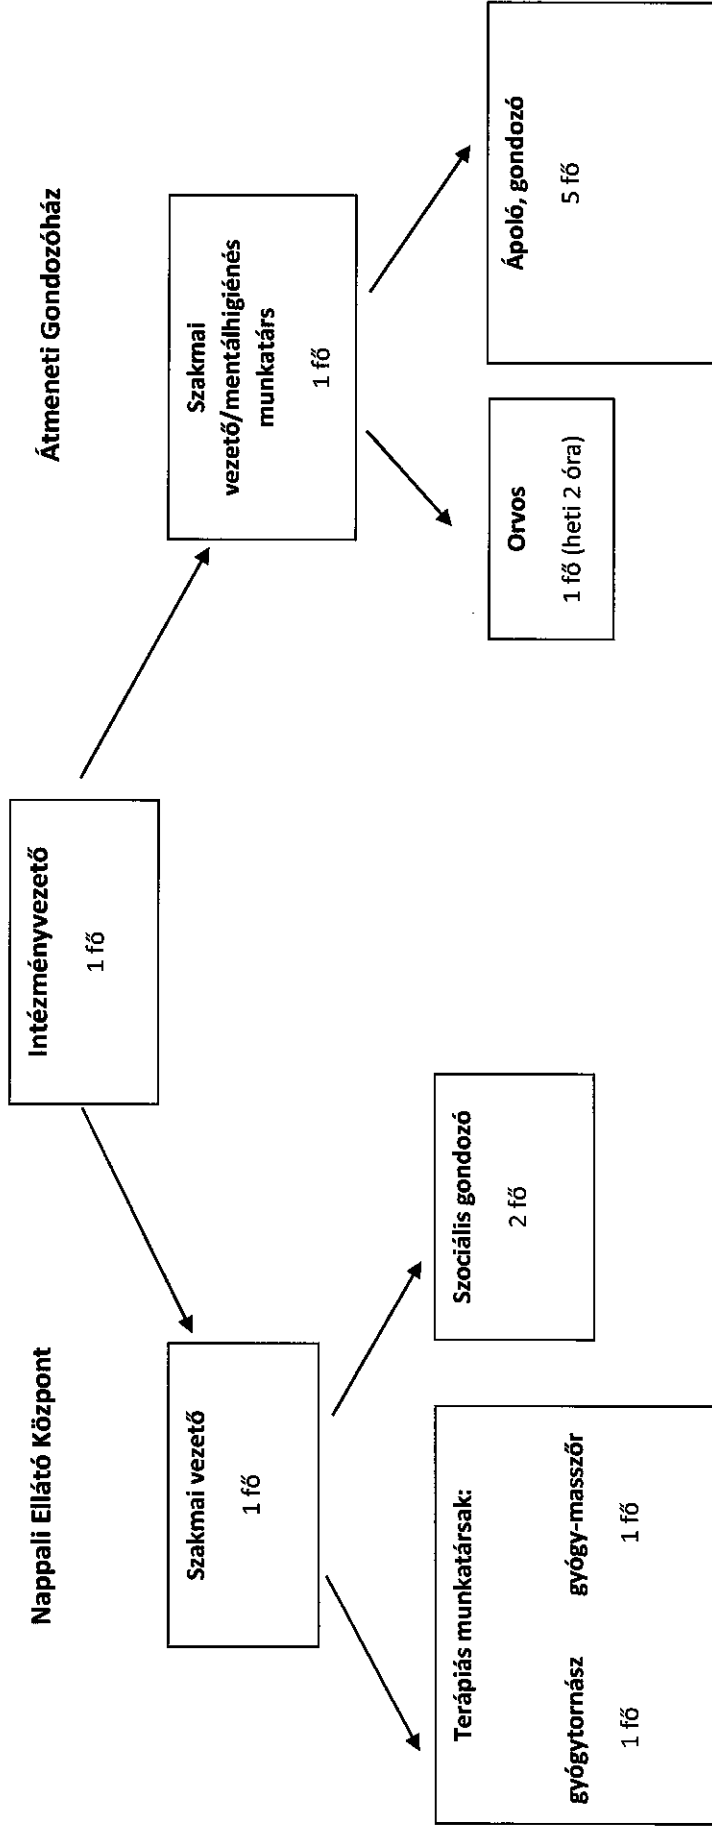 Nappali Ellátó Központ
Átmeneti Gondozóház
Intézményvezető
1 fő
Szakmai vezető
1 fő
Szakmai
vezető/mentálhigiénés
munkatárs
1 fő
Terápiás munkatársak:
gyógytornász gyógy-masszőr
1 fő 1 fő
Szociális gondozó
2 fő
Orvos
1 fő (heti 2 óra)
Ápoló, gondozó
5 fő